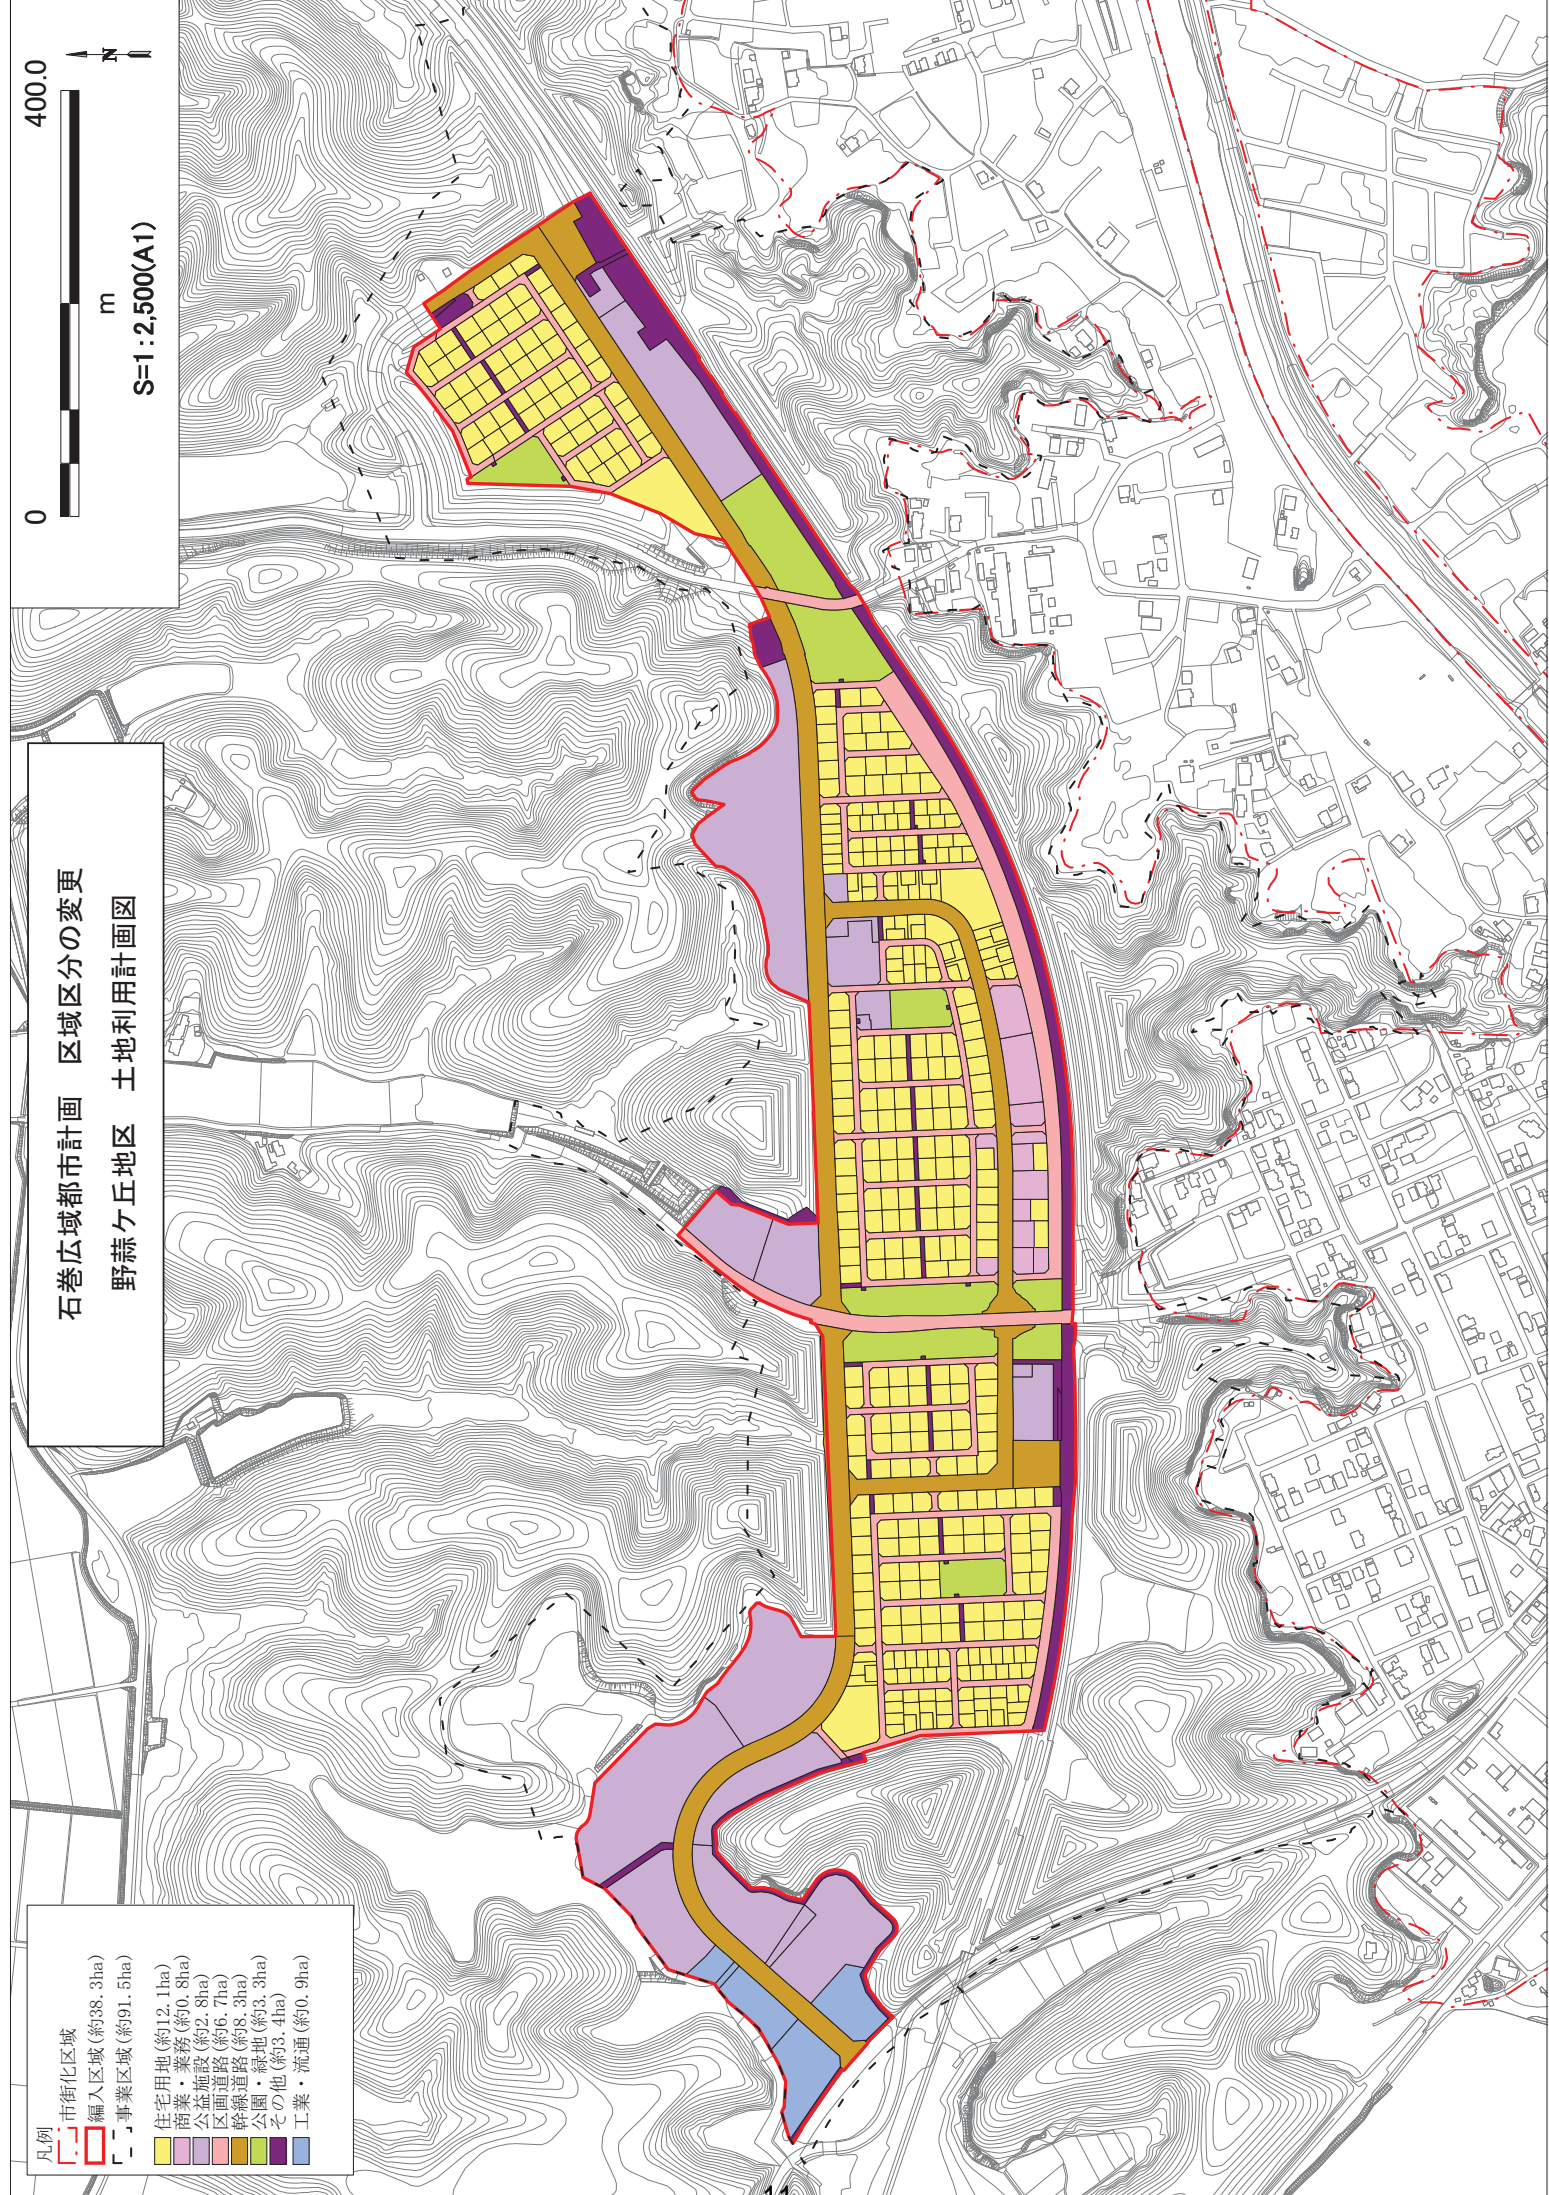 石巻広域都市計画　区域区分の変更
野蒜ケ丘地区　土地利用計画図
0
400.0
m
S=1:2,500(A1)
N
凡例
市街化区域
編入区域(約38.3ha)
事業区域(約91.5ha)
住宅用地(約12.1ha)
商業・業務(約0.8ha)
公益施設(約2.8ha)
区画道路(約6.7ha)
幹線道路(約8.3ha)
公園・緑地(約3.3ha)
その他(約3.4ha)
工業・流通(約0.9ha)